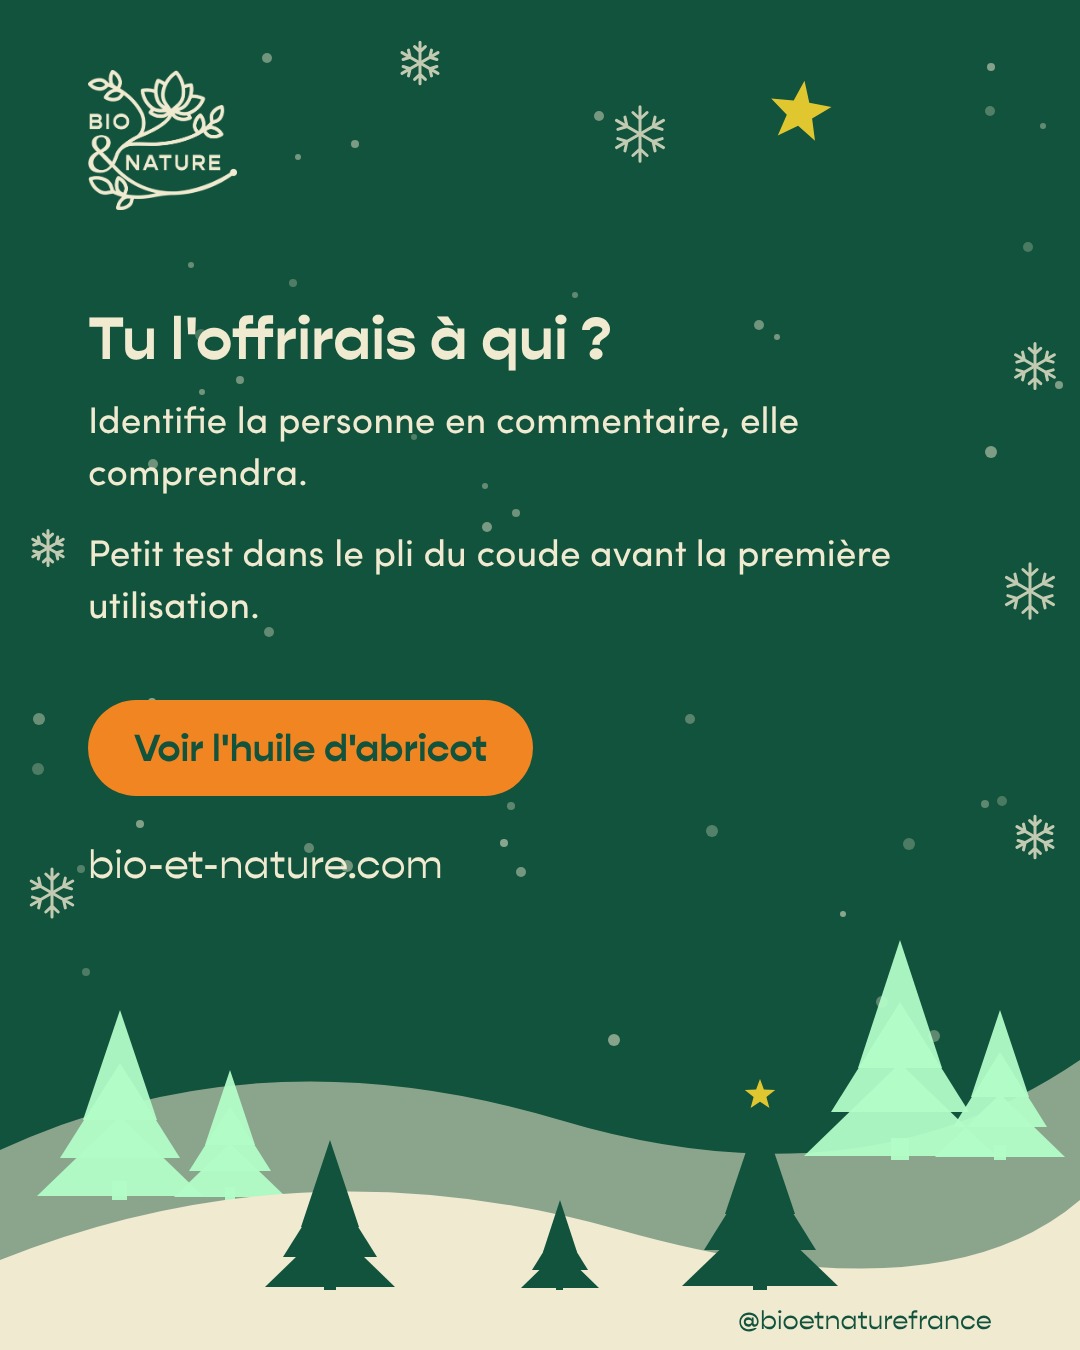 BIO
& NATURE
Tu l'offrirais à qui ?
Identifie la personne en commentaire, elle
comprendra.
Petit test dans le pli du coude avant la première
utilisation.
Voir l'huile d'abricot
bio-et-nature.com
@bioetnaturefrance